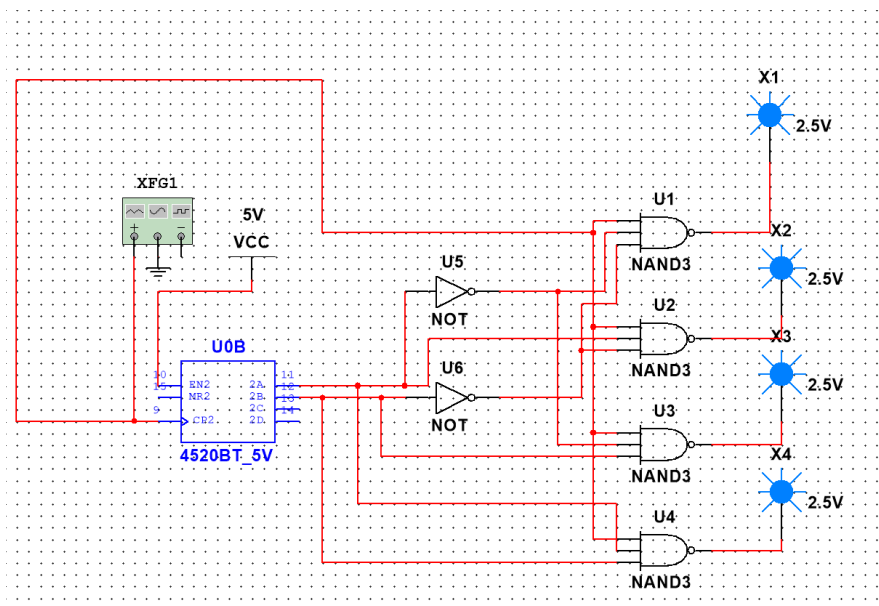 X1
2.5V
XFG1
U1
5V
VCC
X2
NAND3
2.5V
U5
U2
NOT
X3
U0B
NAND3
2.5V
U6
10
EN2
2A
11
15
MR2
2B
12
2C
13
9
CP2
2D
14
U3
NOT
4520BT_5V
X4
NAND3
2.5V
U4
NAND3